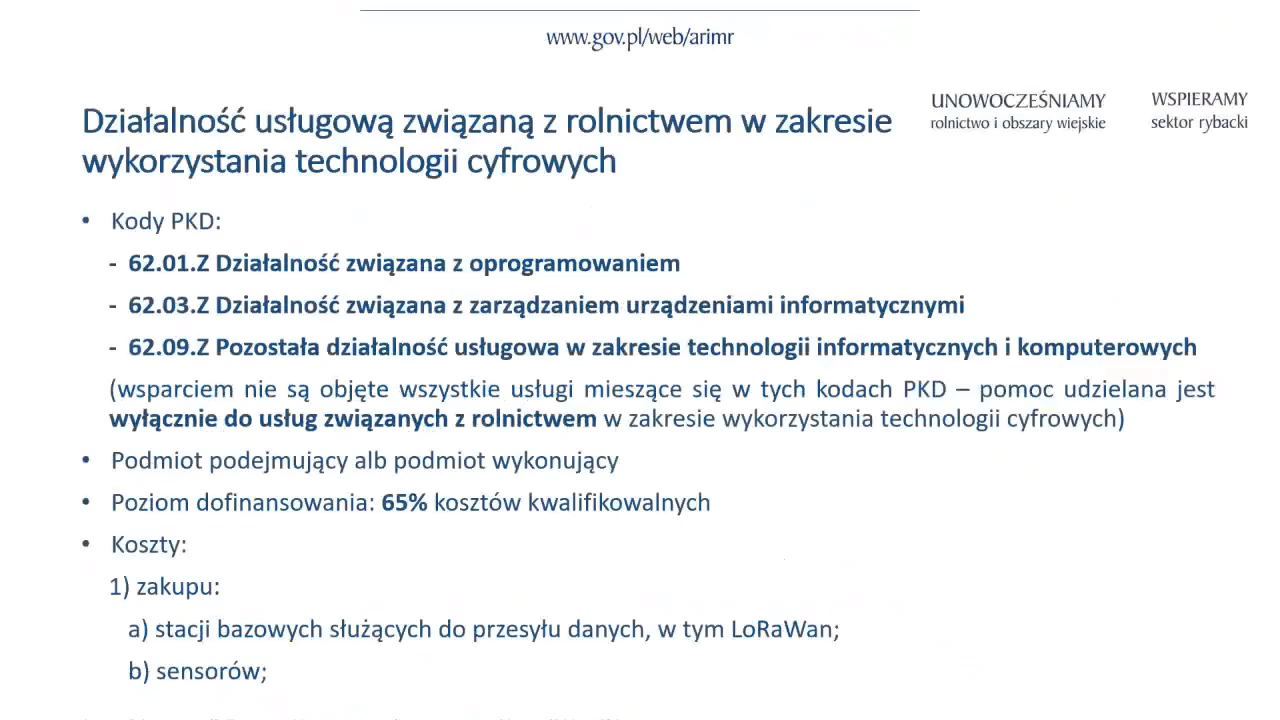 www.gov.pl/web/arimr
UNOWOCZEŚNIAMY
rolnictwo i obszary wiejskie
WSPIERAMY
sektor rybacki
Działalność usługową związaną z rolnictwem w zakresie
wykorzystania technologii cyfrowych
• Kody PKD:
- 62.01.Z Działalność związana z oprogramowaniem
- 62.03.Z Działalność związana z zarządzaniem urządzeniami informatycznymi
- 62.09.Z Pozostała działalność usługowa w zakresie technologii informatycznych i komputerowych
(wsparciem nie są objęte wszystkie usługi mieszące się w tych kodach PKD – pomoc udzielana jest
wyłącznie do usług związanych z rolnictwem w zakresie wykorzystania technologii cyfrowych)
• Podmiot podejmujący alb podmiot wykonujący
• Poziom dofinansowania: 65% kosztów kwalifikowalnych
• Koszty:
1) zakupu:
a) stacji bazowych służących do przesyłu danych, w tym LoRaWan;
b) sensorów;